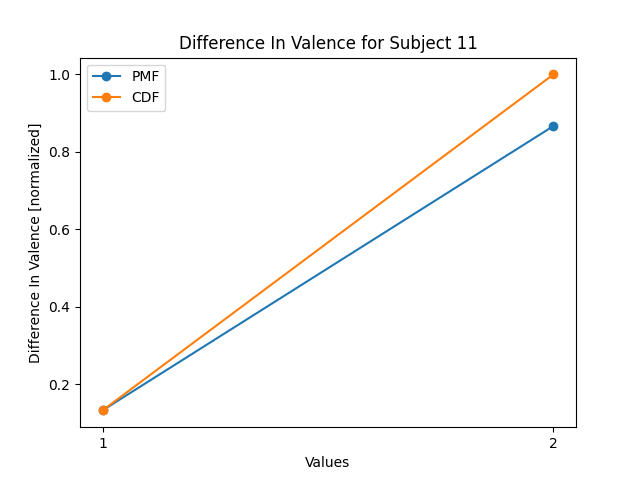 Difference In Valence for Subject 11
PMF
CDF
1.0
0.8
0.6
0.4
0.2
Difference In Valence [normalized]
1
2
Values